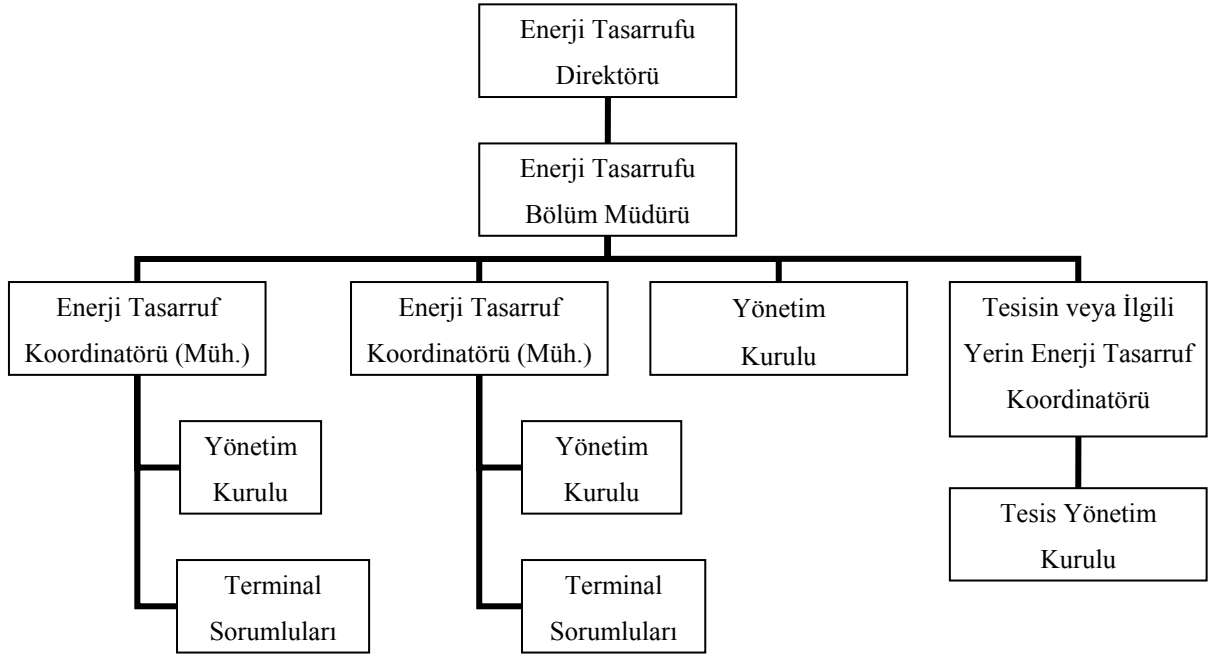 Enerji Tasarrufu
Direktörü
Enerji Tasarrufu
Bölüm Müdürü
Enerji Tasarruf
Koordinatörü (Müh.)
Enerji Tasarruf
Koordinatörü (Müh.)
Yönetim
Kurulu
Tesisin veya İlgili
Yerin Enerji Tasarruf
Koordinatörü
Yönetim
Kurulu
Yönetim
Kurulu
Tesis Yönetim
Kurulu
Terminal
Sorumluları
Terminal
Sorumluları